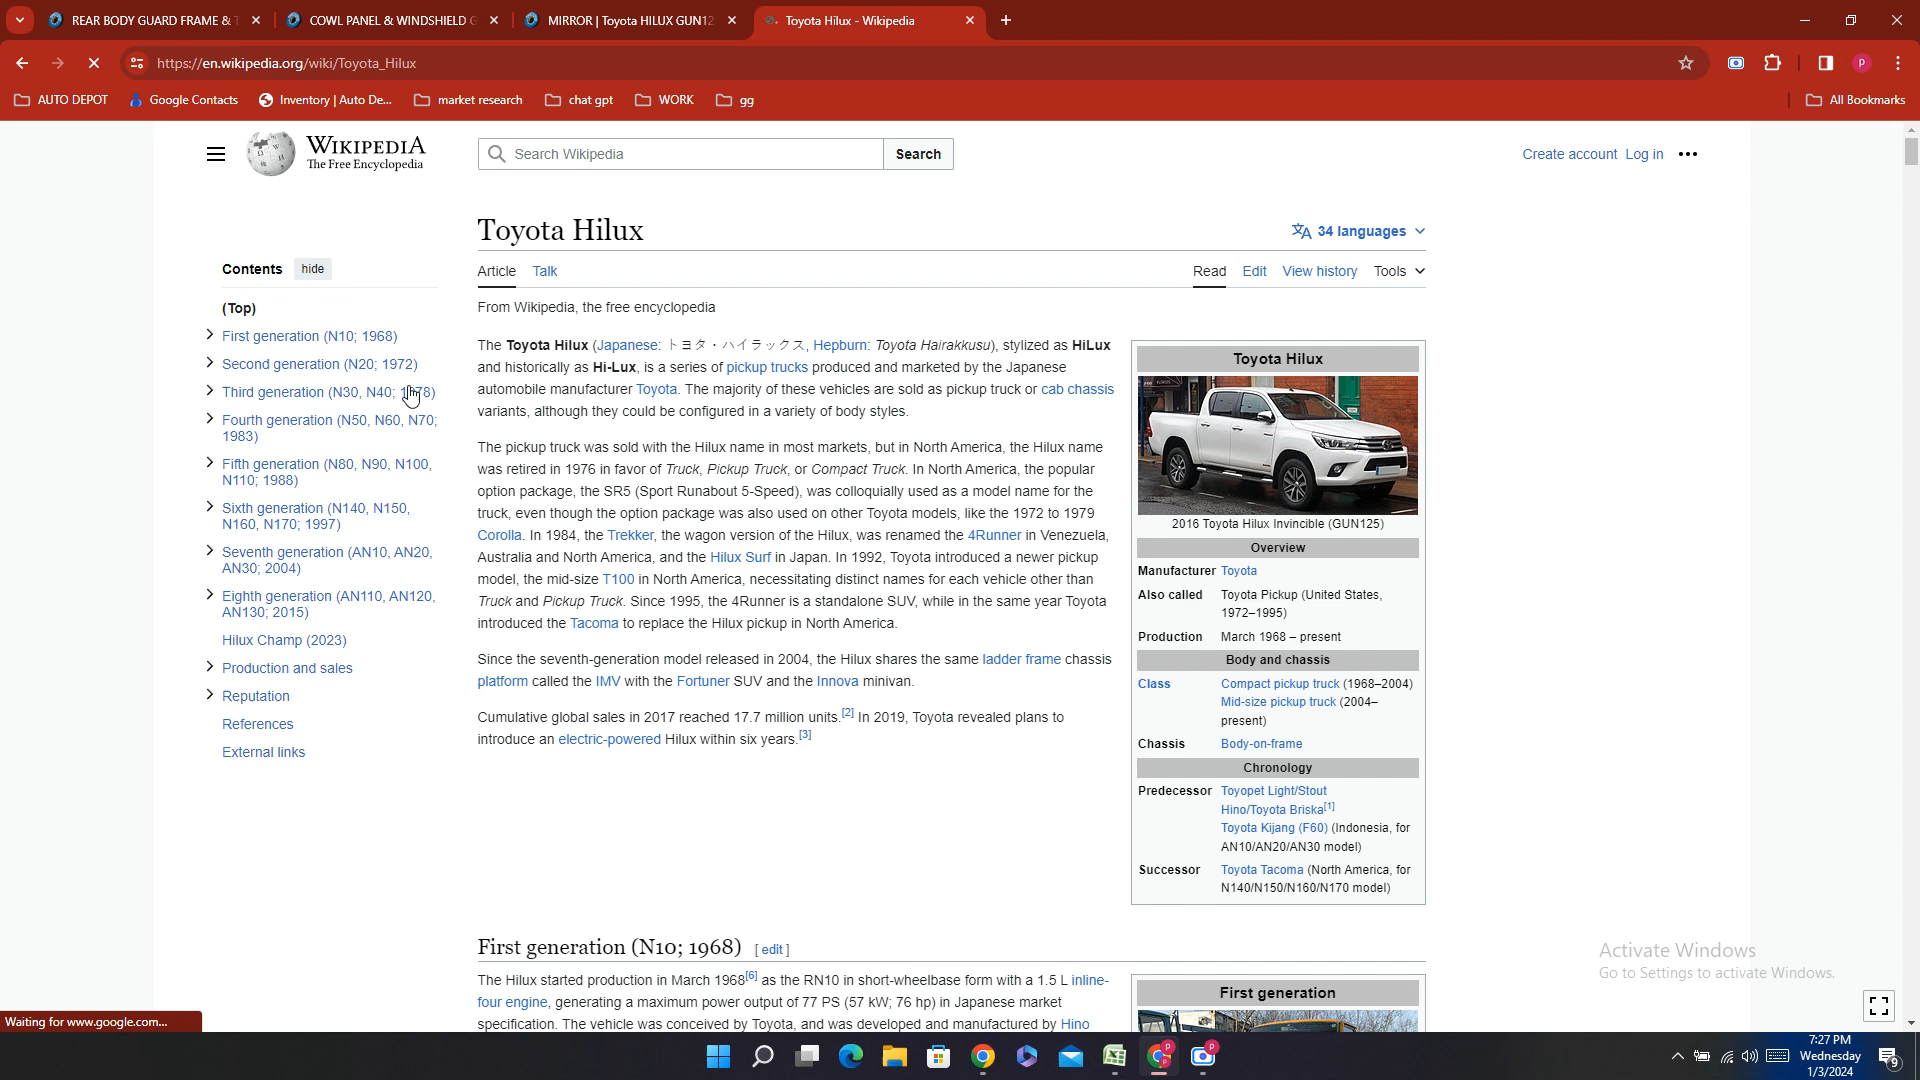 REAR BODY GUARD FRAME & T
COWL PANEL & WINDSHIELD G
MIRROR | Toyota HILUX GUN12
Toyota Hilux - Wikipedia
https://en.wikipedia.org/wiki/Toyota_Hilux
P
AUTO DEPOT
Google Contacts
Inventory | Auto De...
market research
chat gpt
WORK
gg
All Bookmarks
WIKIPEDIA
The Free Encyclopedia
Search Wikipedia
Search
Create account Log in
Toyota Hilux
34 languages
Contents hide
Article Talk
Read Edit View history Tools
(Top)
First generation (N10; 1968)
Second generation (N20; 1972)
Third generation (N30, N40; 1978)
Fourth generation (N50, N60, N70;
1983)
Fifth generation (N80, N90, N100,
N110; 1988)
Sixth generation (N140, N150,
N160, N170; 1997)
Seventh generation (AN10, AN20,
AN30; 2004)
Eighth generation (AN110, AN120,
AN130; 2015)
Hilux Champ (2023)
Production and sales
Reputation
References
External links
From Wikipedia, the free encyclopedia
The Toyota Hilux (Japanese: トヨタ・ハイラックス, Hepburn: Toyota Hairakkusu), stylized as HiLux
and historically as Hi-Lux, is a series of pickup trucks produced and marketed by the Japanese
automobile manufacturer Toyota. The majority of these vehicles are sold as pickup truck or cab chassis
variants, although they could be configured in a variety of body styles.
The pickup truck was sold with the Hilux name in most markets, but in North America, the Hilux name
was retired in 1976 in favor of Truck, Pickup Truck, or Compact Truck. In North America, the popular
option package, the SR5 (Sport Runabout 5-Speed), was colloquially used as a model name for the
truck, even though the option package was also used on other Toyota models, like the 1972 to 1979
Corolla. In 1984, the Trekker, the wagon version of the Hilux, was renamed the 4Runner in Venezuela,
Australia and North America, and the Hilux Surf in Japan. In 1992, Toyota introduced a newer pickup
model, the mid-size T100 in North America, necessitating distinct names for each vehicle other than
Truck and Pickup Truck. Since 1995, the 4Runner is a standalone SUV, while in the same year Toyota
introduced the Tacoma to replace the Hilux pickup in North America.
Since the seventh-generation model released in 2004, the Hilux shares the same ladder frame chassis
platform called the IMV with the Fortuner SUV and the Innova minivan.
Cumulative global sales in 2017 reached 17.7 million units.[2] In 2019, Toyota revealed plans to
introduce an electric-powered Hilux within six years.[3]
Toyota Hilux
2016 Toyota Hilux Invincible (GUN125)
Overview
Manufacturer Toyota
Also called Toyota Pickup (United States,
1972–1995)
Production March 1968 – present
Body and chassis
Class Compact pickup truck (1968–2004)
Mid-size pickup truck (2004–
present)
Chassis Body-on-frame
Chronology
Predecessor Toyopet Light/Stout
Hino/Toyota Briska[1]
Toyota Kijang (F60) (Indonesia, for
AN10/AN20/AN30 model)
Successor Toyota Tacoma (North America, for
N140/N150/N160/N170 model)
First generation (N10; 1968) [ edit ]
The Hilux started production in March 1968[6] as the RN10 in short-wheelbase form with a 1.5 L inline-
four engine, generating a maximum power output of 77 PS (57 kW; 76 hp) in Japanese market
specification. The vehicle was conceived by Toyota, and was developed and manufactured by Hino
First generation
Activate Windows
Go to Settings to activate Windows.
Waiting for www.google.com...
7:27 PM
Wednesday
1/3/2024
9